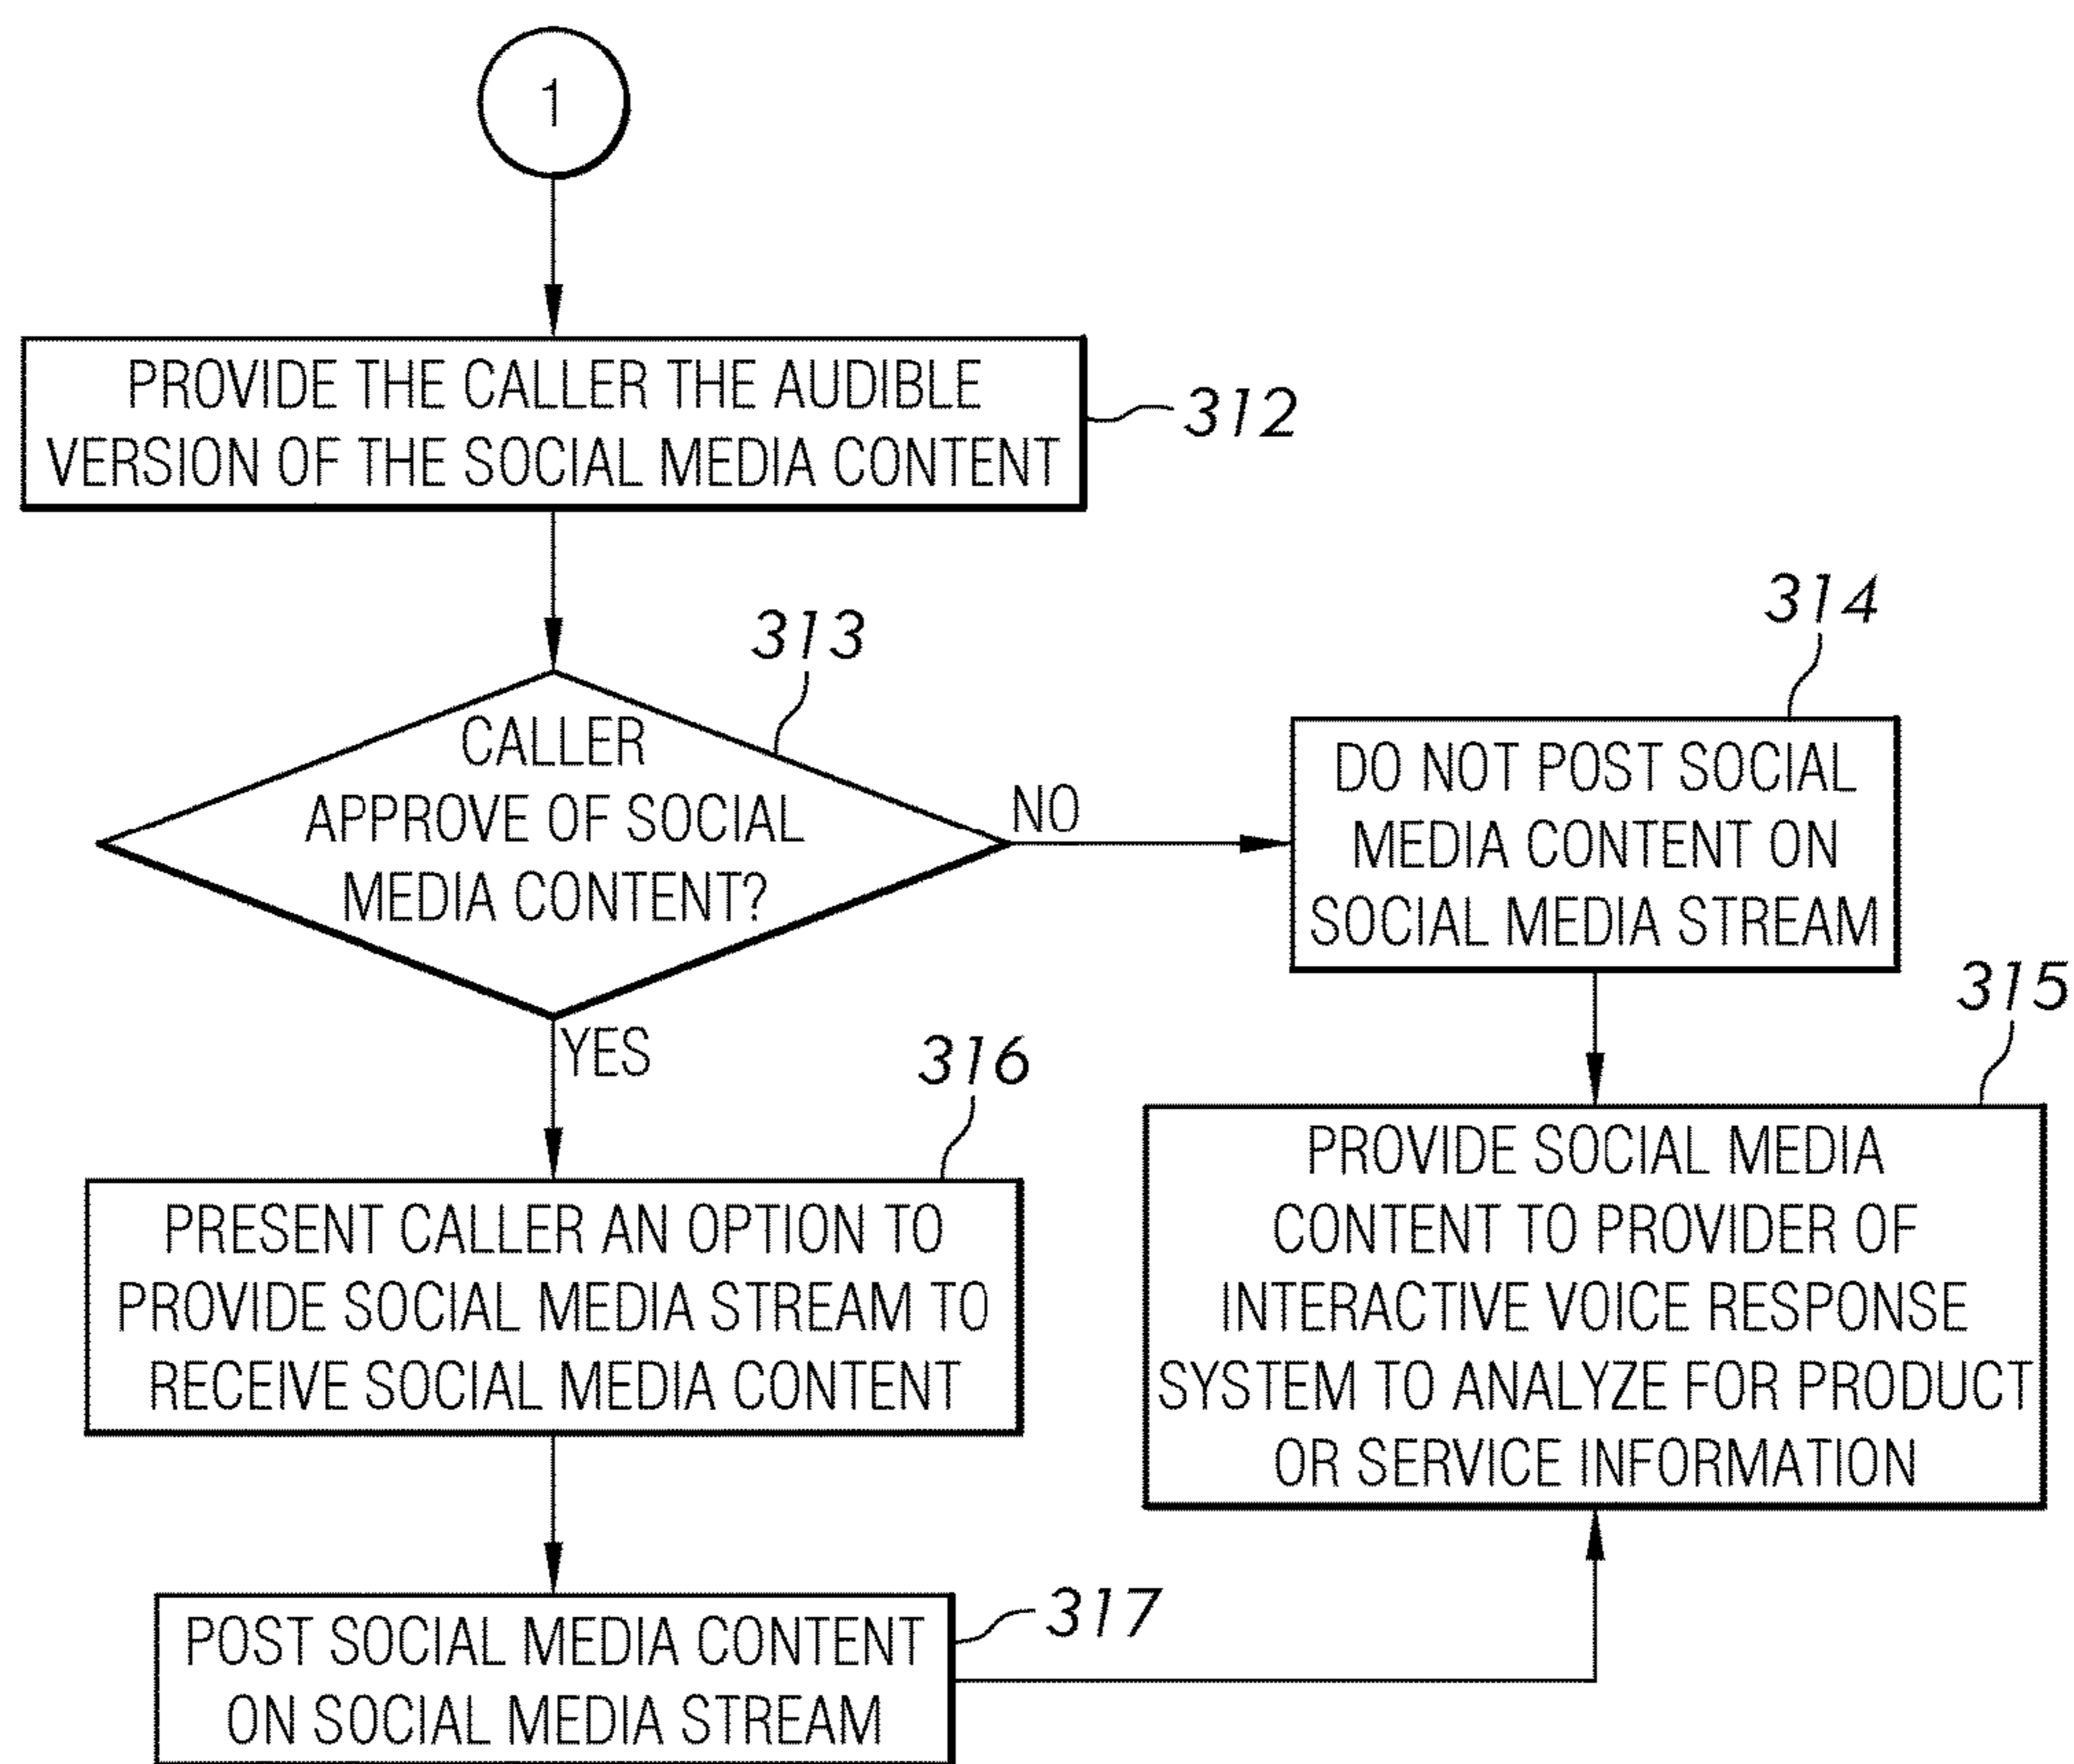 1
PROVIDE THE CALLER THE AUDIBLE
VERSION OF THE SOCIAL MEDIA CONTENT
312
313
CALLER
APPROVE OF SOCIAL
MEDIA CONTENT?
NO
YES
314
DO NOT POST SOCIAL
MEDIA CONTENT ON
SOCIAL MEDIA STREAM
315
PROVIDE SOCIAL MEDIA
CONTENT TO PROVIDER OF
INTERACTIVE VOICE RESPONSE
SYSTEM TO ANALYZE FOR PRODUCT
OR SERVICE INFORMATION
316
PRESENT CALLER AN OPTION TO
PROVIDE SOCIAL MEDIA STREAM TO
RECEIVE SOCIAL MEDIA CONTENT
317
POST SOCIAL MEDIA CONTENT
ON SOCIAL MEDIA STREAM